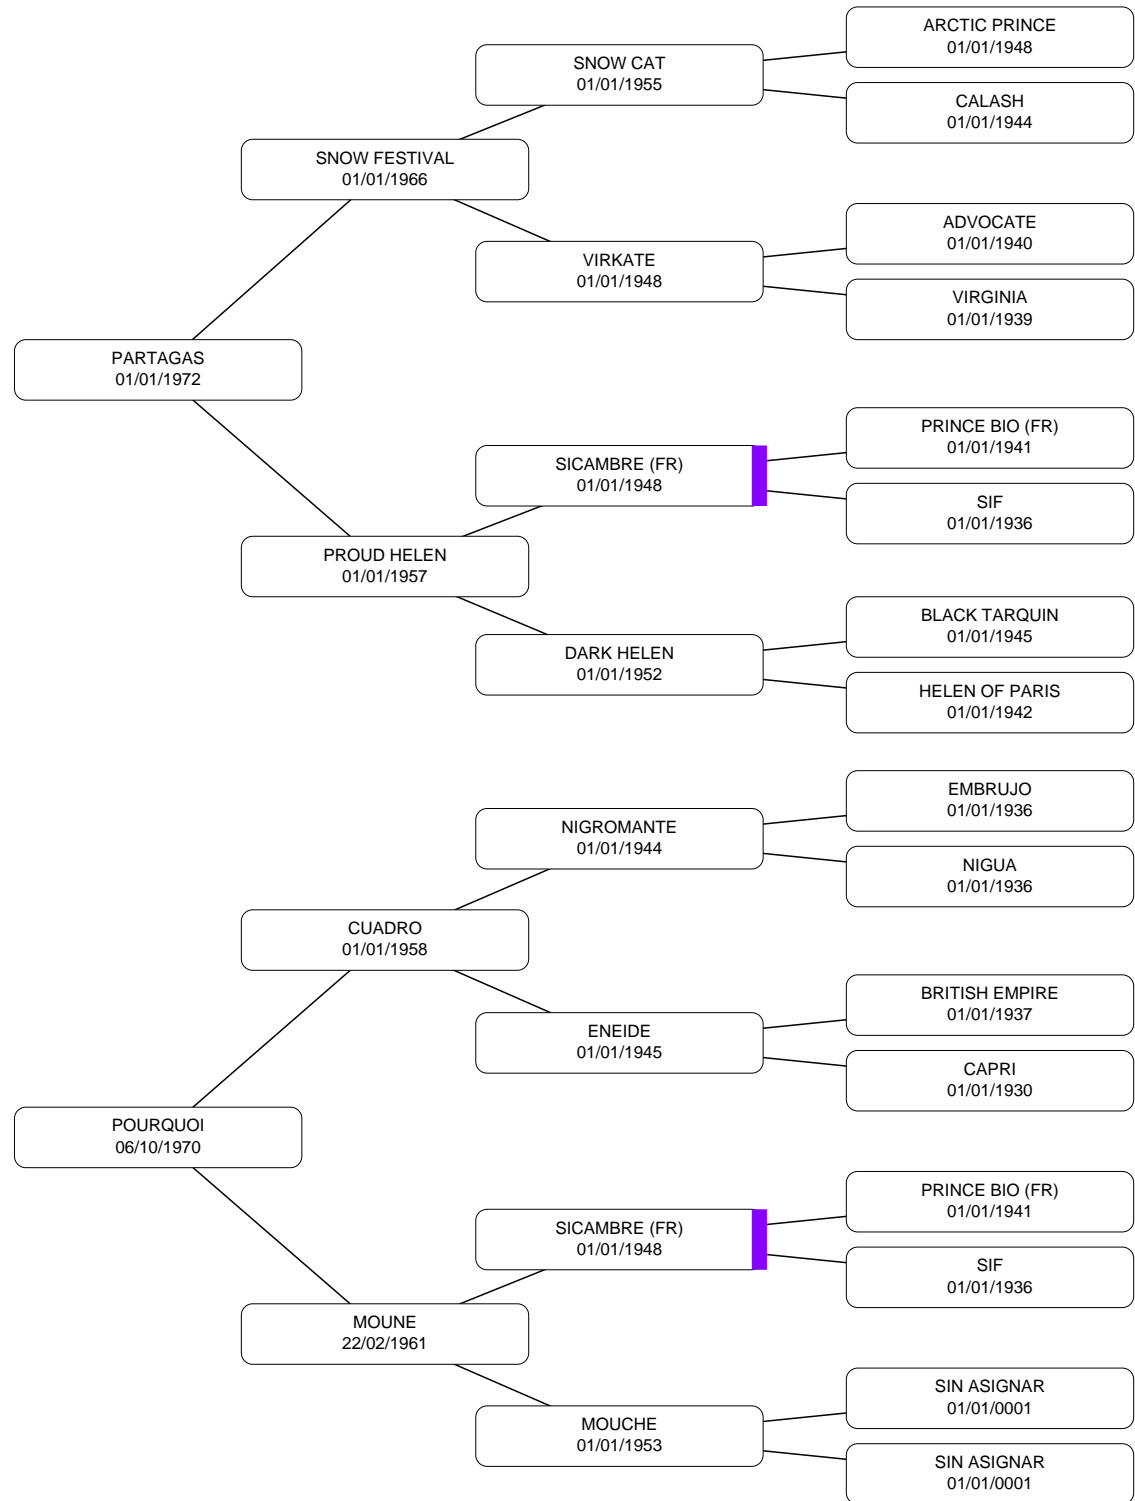 ARCTIC PRINCE
01/01/1948
SNOW CAT
01/01/1955
CALASH
01/01/1944
SNOW FESTIVAL
01/01/1966
ADVOCATE
01/01/1940
VIRKATE
01/01/1948
VIRGINIA
01/01/1939
PARTAGAS
01/01/1972
PRINCE BIO (FR)
01/01/1941
SICAMBRE (FR)
01/01/1948
SIF
01/01/1936
PROUD HELEN
01/01/1957
BLACK TARQUIN
01/01/1945
DARK HELEN
01/01/1952
HELEN OF PARIS
01/01/1942
EMBRUJO
01/01/1936
NIGROMANTE
01/01/1944
NIGUA
01/01/1936
CUADRO
01/01/1958
BRITISH EMPIRE
01/01/1937
ENEIDE
01/01/1945
CAPRI
01/01/1930
POURQUOI
06/10/1970
PRINCE BIO (FR)
01/01/1941
SICAMBRE (FR)
01/01/1948
SIF
01/01/1936
MOUNE
22/02/1961
SIN ASIGNAR
01/01/0001
MOUCHE
01/01/1953
SIN ASIGNAR
01/01/0001